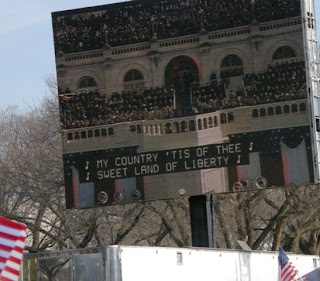 ♪ MY COUNTRY 'TIS OF THEE ♪
♪ SWEET LAND OF LIBERTY ♪